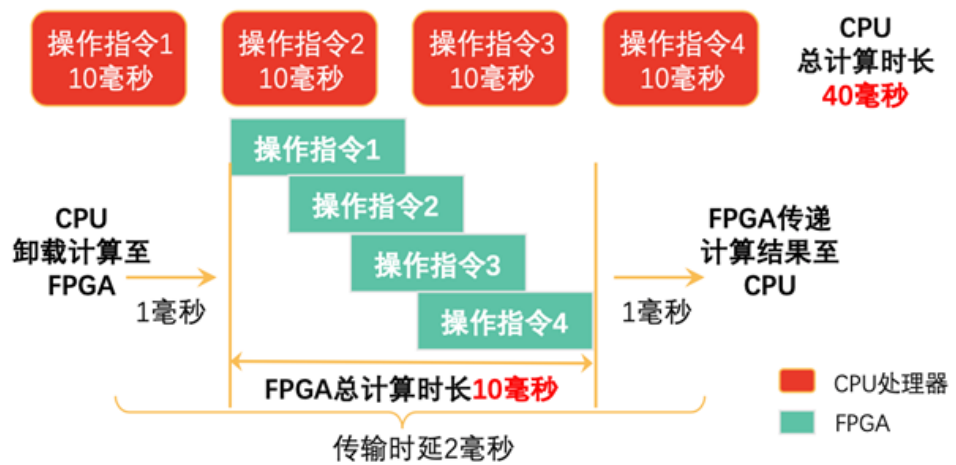 操作指令1
10毫秒
操作指令2
10毫秒
操作指令3
10毫秒
操作指令4
10毫秒
CPU
总计算时长
40毫秒
操作指令1
操作指令2
操作指令3
操作指令4
CPU
卸载计算至
FPGA
1毫秒
FPGA传递
计算结果至
CPU
1毫秒
FPGA总计算时长10毫秒
传输时延2毫秒
CPU处理器
FPGA